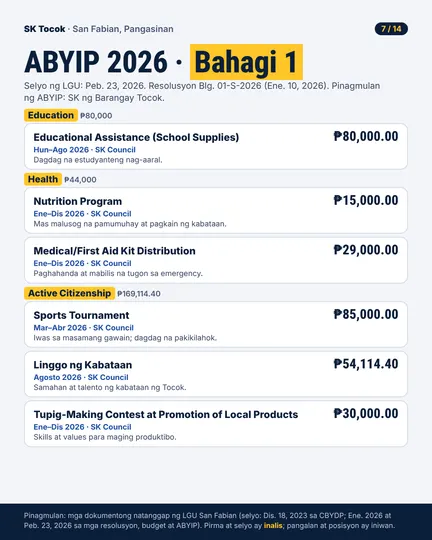 SK Tocok · San Fabian, Pangasinan
7 / 14
ABYIP 2026 · Bahagi 1
Selyo ng LGU: Peb. 23, 2026. Resolusyon Blg. 01-S-2026 (Ene. 10, 2026). Pinagmulan
ng ABYIP: SK ng Barangay Tocok.
Education ₱80,000
Educational Assistance (School Supplies) ₱80,000.00
Hun–Ago 2026 · SK Council
Dagdag na estudyanteng nag-aaral.
Health ₱44,000
Nutrition Program ₱15,000.00
Ene–Dis 2026 · SK Council
Mas malusog na pamumuhay at pagkain ng kabataan.
Medical/First Aid Kit Distribution ₱29,000.00
Ene–Dis 2026 · SK Council
Paghahanda at mabilis na tugon sa emergency.
Active Citizenship ₱169,114.40
Sports Tournament ₱85,000.00
Mar–Abr 2026 · SK Council
Iwas sa masamang gawain; dagdag na pakikilahok.
Linggo ng Kabataan ₱54,114.40
Agosto 2026 · SK Council
Samahan at talento ng kabataan ng Tocok.
Tupig-Making Contest at Promotion of Local Products ₱30,000.00
Ene–Dis 2026 · SK Council
Skills at values para maging produktibo.
Pinagmulan: mga dokumentong natanggap ng LGU San Fabian (selyo: Dis. 18, 2023 sa CBYDP; Ene. 2026 at
Peb. 23, 2026 sa mga resolusyon, budget at ABYIP). Pirma at selyo ay inalis; pangalan at posisyon ay iniwan.